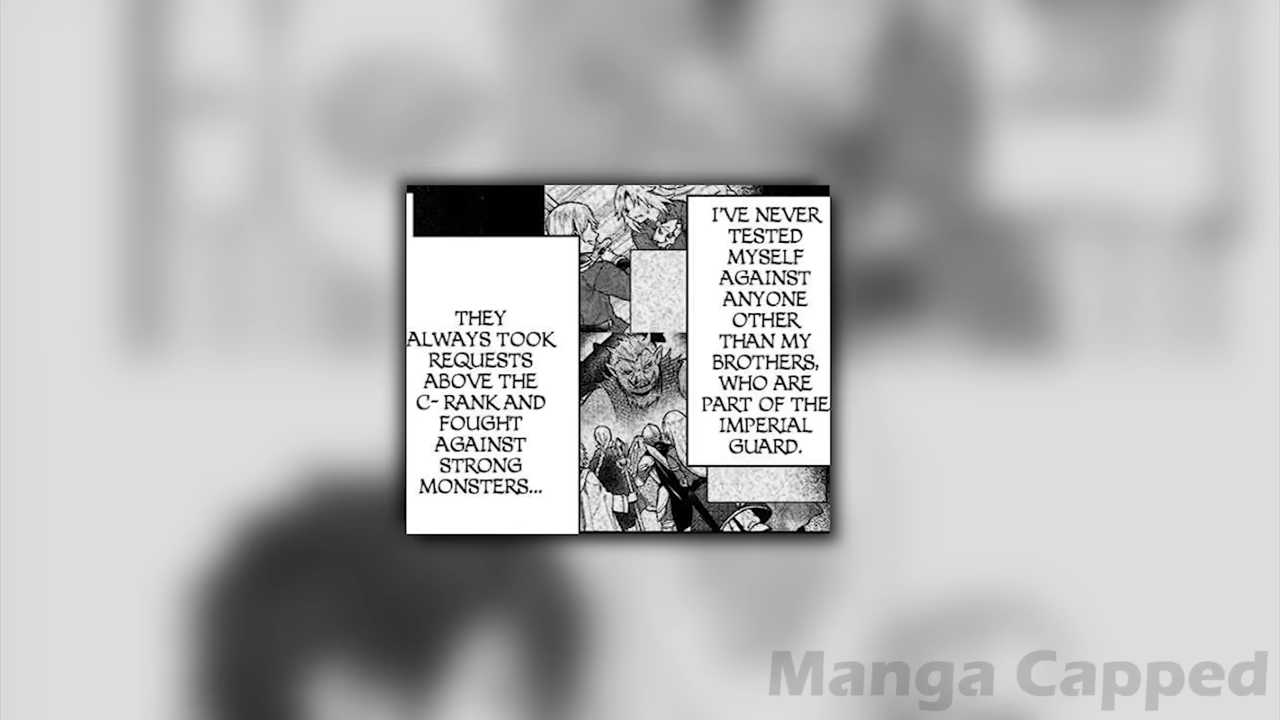 I'VE NEVER
TESTED
MYSELF
AGAINST
ANYONE
OTHER
THAN MY
BROTHERS,
WHO ARE
PART OF THE
IMPERIAL
GUARD.
THEY
ALWAYS TOOK
REQUESTS
ABOVE THE
C- RANK AND
FOUGHT
AGAINST
STRONG
MONSTERS...
Manga Capped